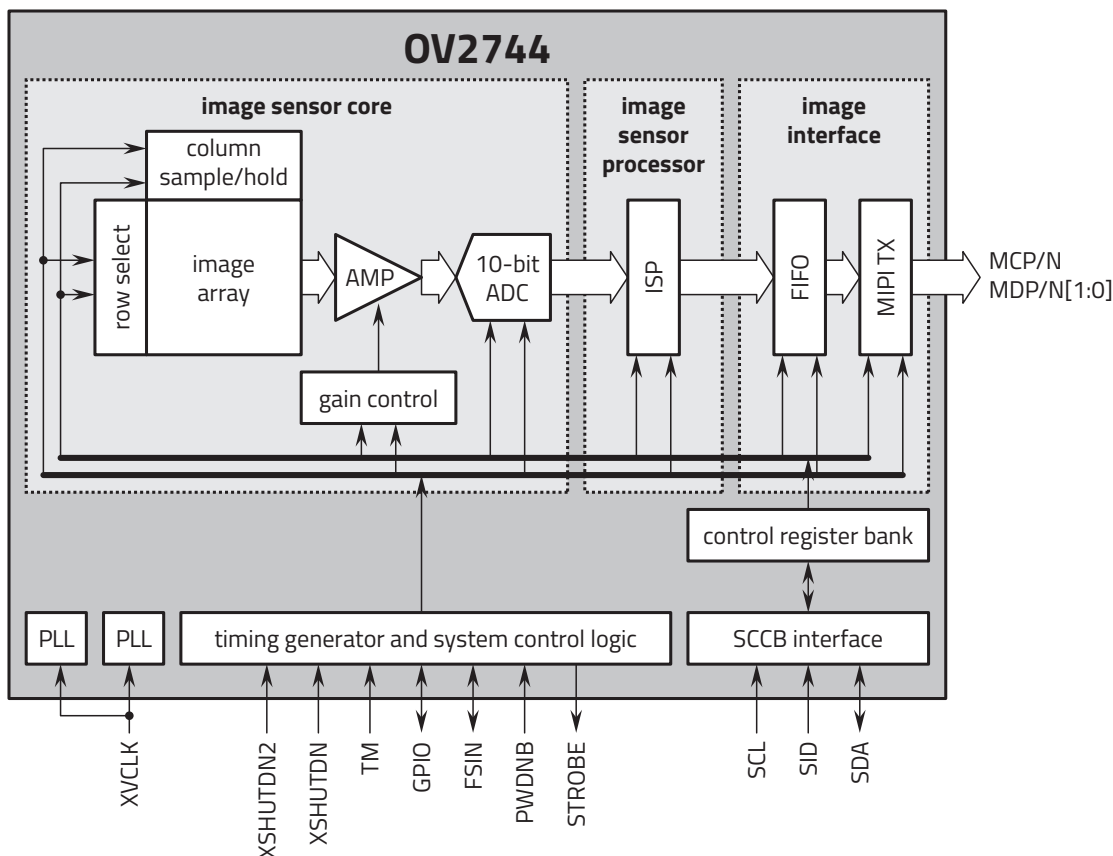 OV2744
image sensor core
image
sensor
processor
image
interface
column
sample/hold
row select
image
array
AMP
10-bit
ADC
ISP
FIFO
MIPI TX
MCP/N
MDP/N[1:0]
gain control
control register bank
PLL
PLL
timing generator and system control logic
SCCB interface
XVCLK
XSHUTDN2
XSHUTDN
TM
GPIO
FSIN
PWDNB
STROBE
SCL
SID
SDA